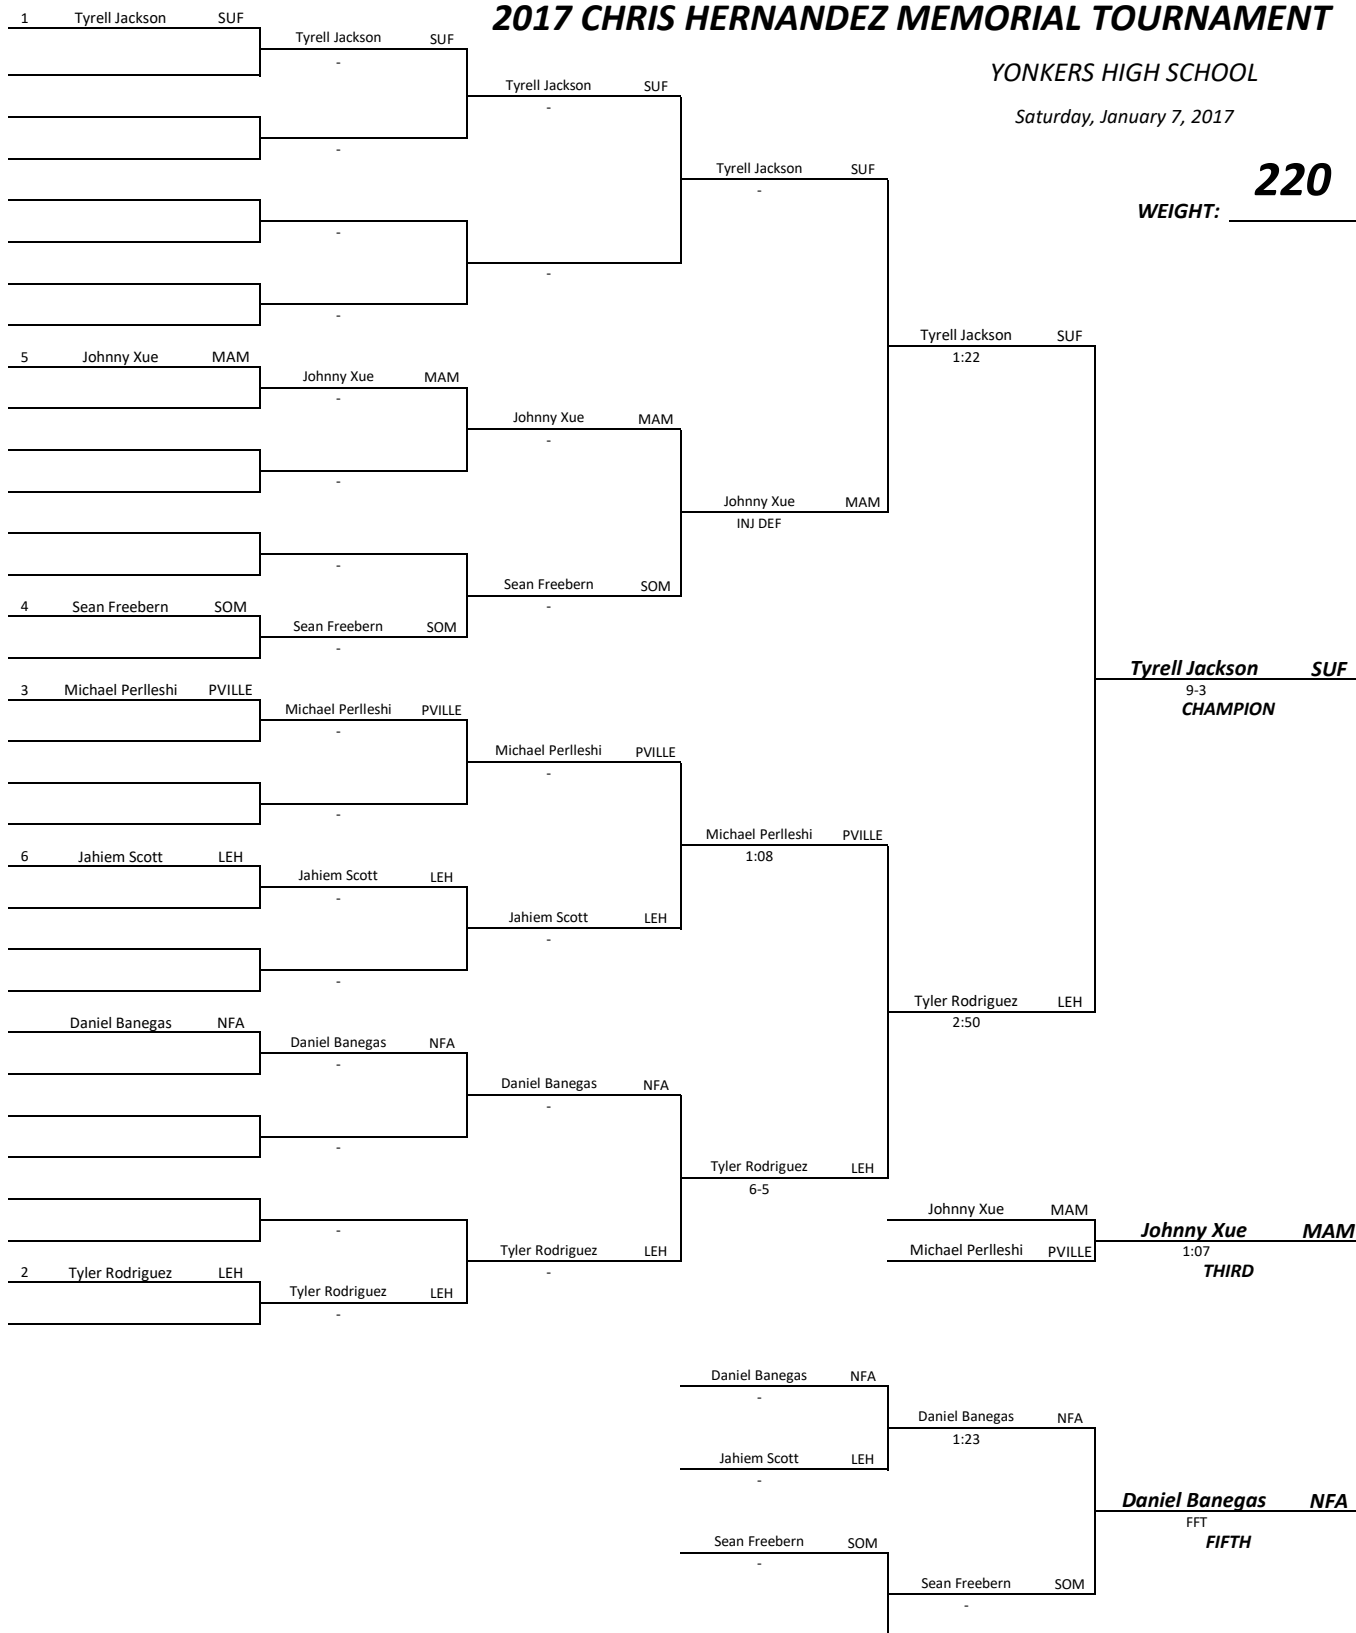 2017 CHRIS HERNANDEZ MEMORIAL TOURNAMENT
YONKERS HIGH SCHOOL
Saturday, January 7, 2017
220
WEIGHT:
1 Tyrell Jackson SUF
Tyrell Jackson SUF
-
Tyrell Jackson SUF
-
-
Tyrell Jackson SUF
-
-
-
-
Tyrell Jackson SUF
1:22
5 Johnny Xue MAM
Johnny Xue MAM
-
Johnny Xue MAM
-
-
Johnny Xue MAM
INJ DEF
-
Sean Freebern SOM
-
4 Sean Freebern SOM
Sean Freebern SOM
-
Tyrell Jackson SUF
9-3
CHAMPION
3 Michael Perlleshi PVILLE
Michael Perlleshi PVILLE
-
Michael Perlleshi PVILLE
-
-
Michael Perlleshi PVILLE
1:08
6 Jahiem Scott LEH
Jahiem Scott LEH
-
Jahiem Scott LEH
-
-
Tyler Rodriguez LEH
2:50
Daniel Banegas NFA
Daniel Banegas NFA
-
Daniel Banegas NFA
-
-
Tyler Rodriguez LEH
6-5
-
Tyler Rodriguez LEH
-
2 Tyler Rodriguez LEH
Tyler Rodriguez LEH
-
Johnny Xue MAM
Michael Perlleshi PVILLE
Johnny Xue MAM
1:07
THIRD
Daniel Banegas NFA
-
Daniel Banegas NFA
1:23
Jahiem Scott LEH
-
Daniel Banegas NFA
FFT
FIFTH
Sean Freebern SOM
-
Sean Freebern SOM
-